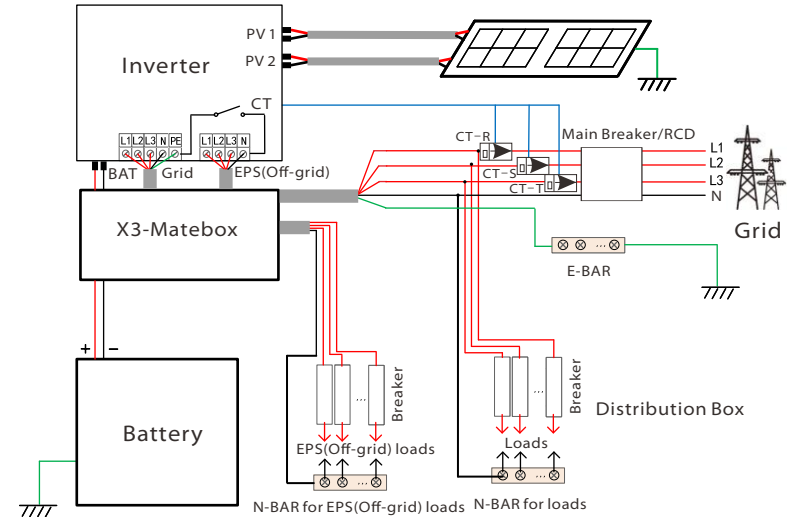 PV 1
PV 2
Inverter
CT
L1 L2 L3 N PE
L1 L2 L3 N
BAT
Grid
EPS(Off-grid)
CT-R
CT-S
CT-T
Main Breaker/RCD
L1
L2
L3
N
Grid
X3-Matebox
E-BAR
+
−
Battery
...
Breaker
EPS(Off-grid) loads
...
N-BAR for EPS(Off-grid) loads
...
Breaker
Loads
...
N-BAR for loads
Distribution Box